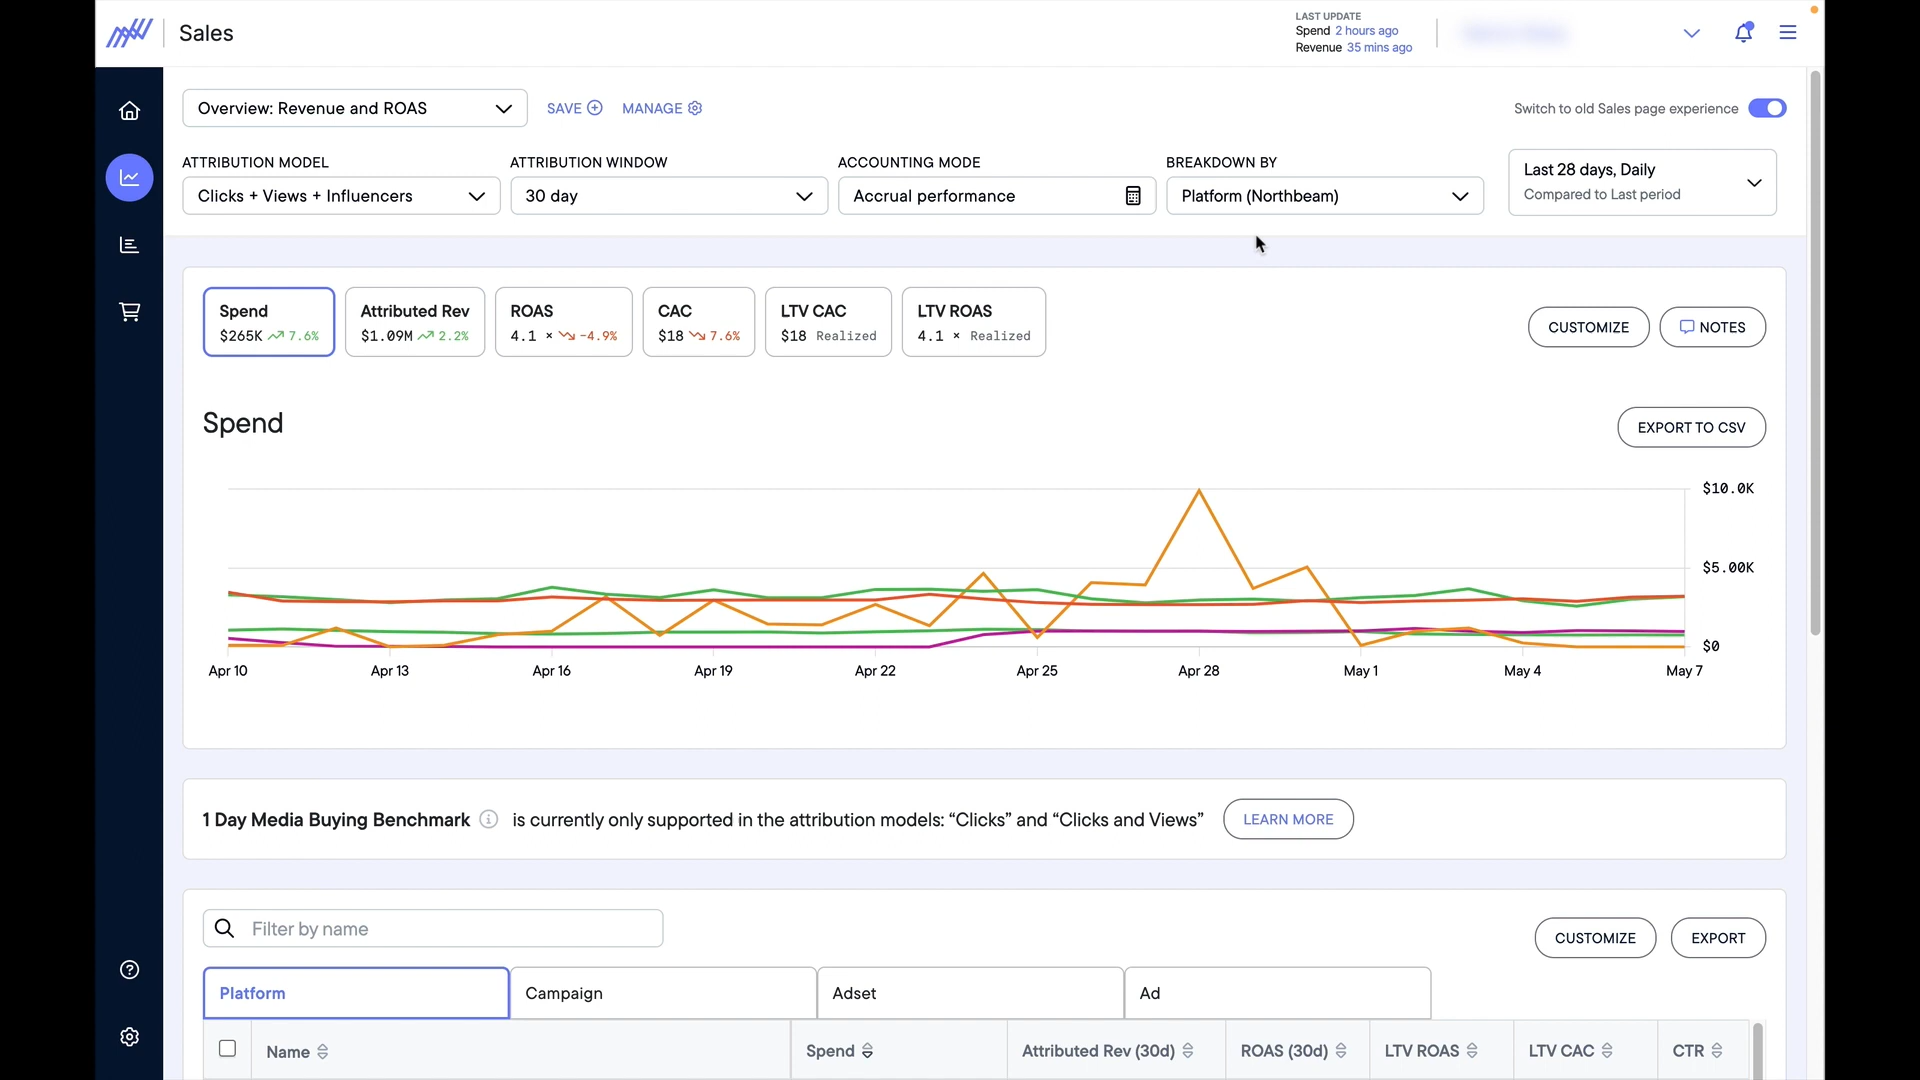 Sales
LAST UPDATE
Spend 2 hours ago
Revenue 35 mins ago
Overview: Revenue and ROAS
SAVE
MANAGE
Switch to old Sales page experience
ATTRIBUTION MODEL
Clicks + Views + Influencers
ATTRIBUTION WINDOW
30 day
ACCOUNTING MODE
Accrual performance
BREAKDOWN BY
Platform (Northbeam)
Last 28 days, Daily
Compared to Last period
Spend
$265K 7.6%
Attributed Rev
$1.09M 2.2%
ROAS
4.1 × -4.9%
CAC
$18 7.6%
LTV CAC
$18 Realized
LTV ROAS
4.1 × Realized
CUSTOMIZE
NOTES
Spend
EXPORT TO CSV
$10.0K
$5.00K
$0
Apr 10 Apr 13 Apr 16 Apr 19 Apr 22 Apr 25 Apr 28 May 1 May 4 May 7
1 Day Media Buying Benchmark is currently only supported in the attribution models: “Clicks” and “Clicks and Views”
LEARN MORE
Filter by name
CUSTOMIZE
EXPORT
Platform Campaign Adset Ad
Name Spend Attributed Rev (30d) ROAS (30d) LTV ROAS LTV CAC CTR